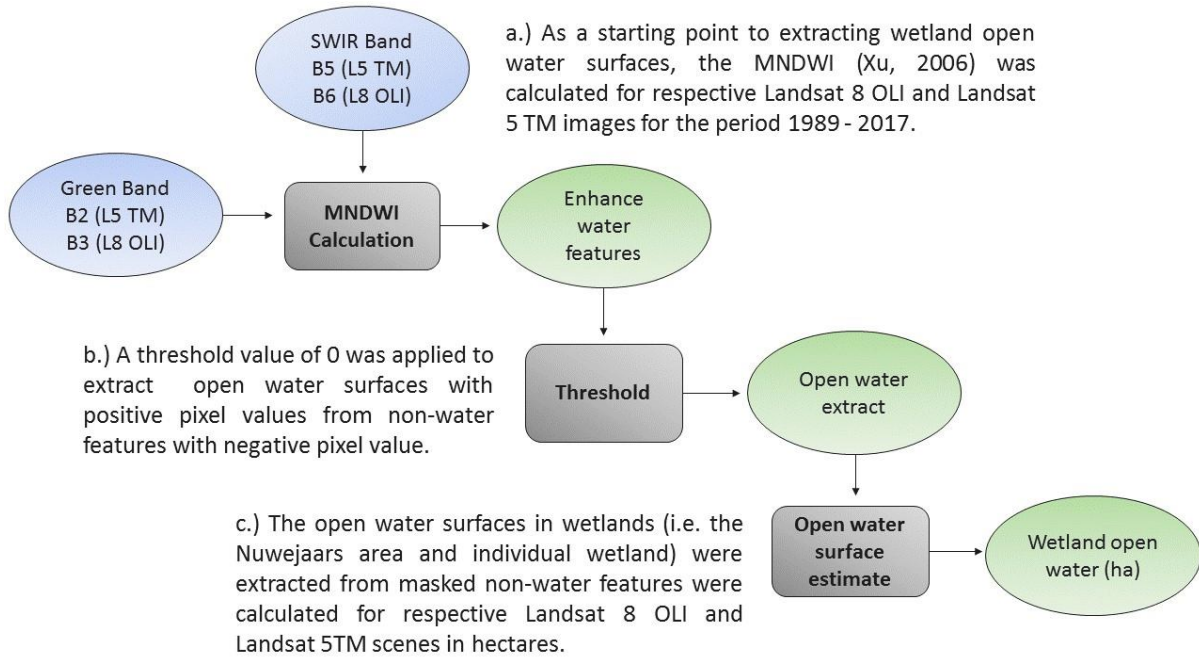 SWIR Band
B5 (L5 TM)
B6 (L8 OLI)
a.) As a starting point to extracting wetland open
water surfaces, the MNDWI (Xu, 2006) was
calculated for respective Landsat 8 OLI and Landsat
5 TM images for the period 1989 - 2017.
Green Band
B2 (L5 TM)
B3 (L8 OLI)
MNDWI
Calculation
Enhance
water
features
b.) A threshold value of 0 was applied to
extract open water surfaces with
positive pixel values from non-water
features with negative pixel value.
Threshold
Open water
extract
c.) The open water surfaces in wetlands (i.e. the
Nuwejaars area and individual wetland) were
extracted from masked non-water features were
calculated for respective Landsat 8 OLI and
Landsat 5TM scenes in hectares.
Open water
surface
estimate
Wetland open
water (ha)